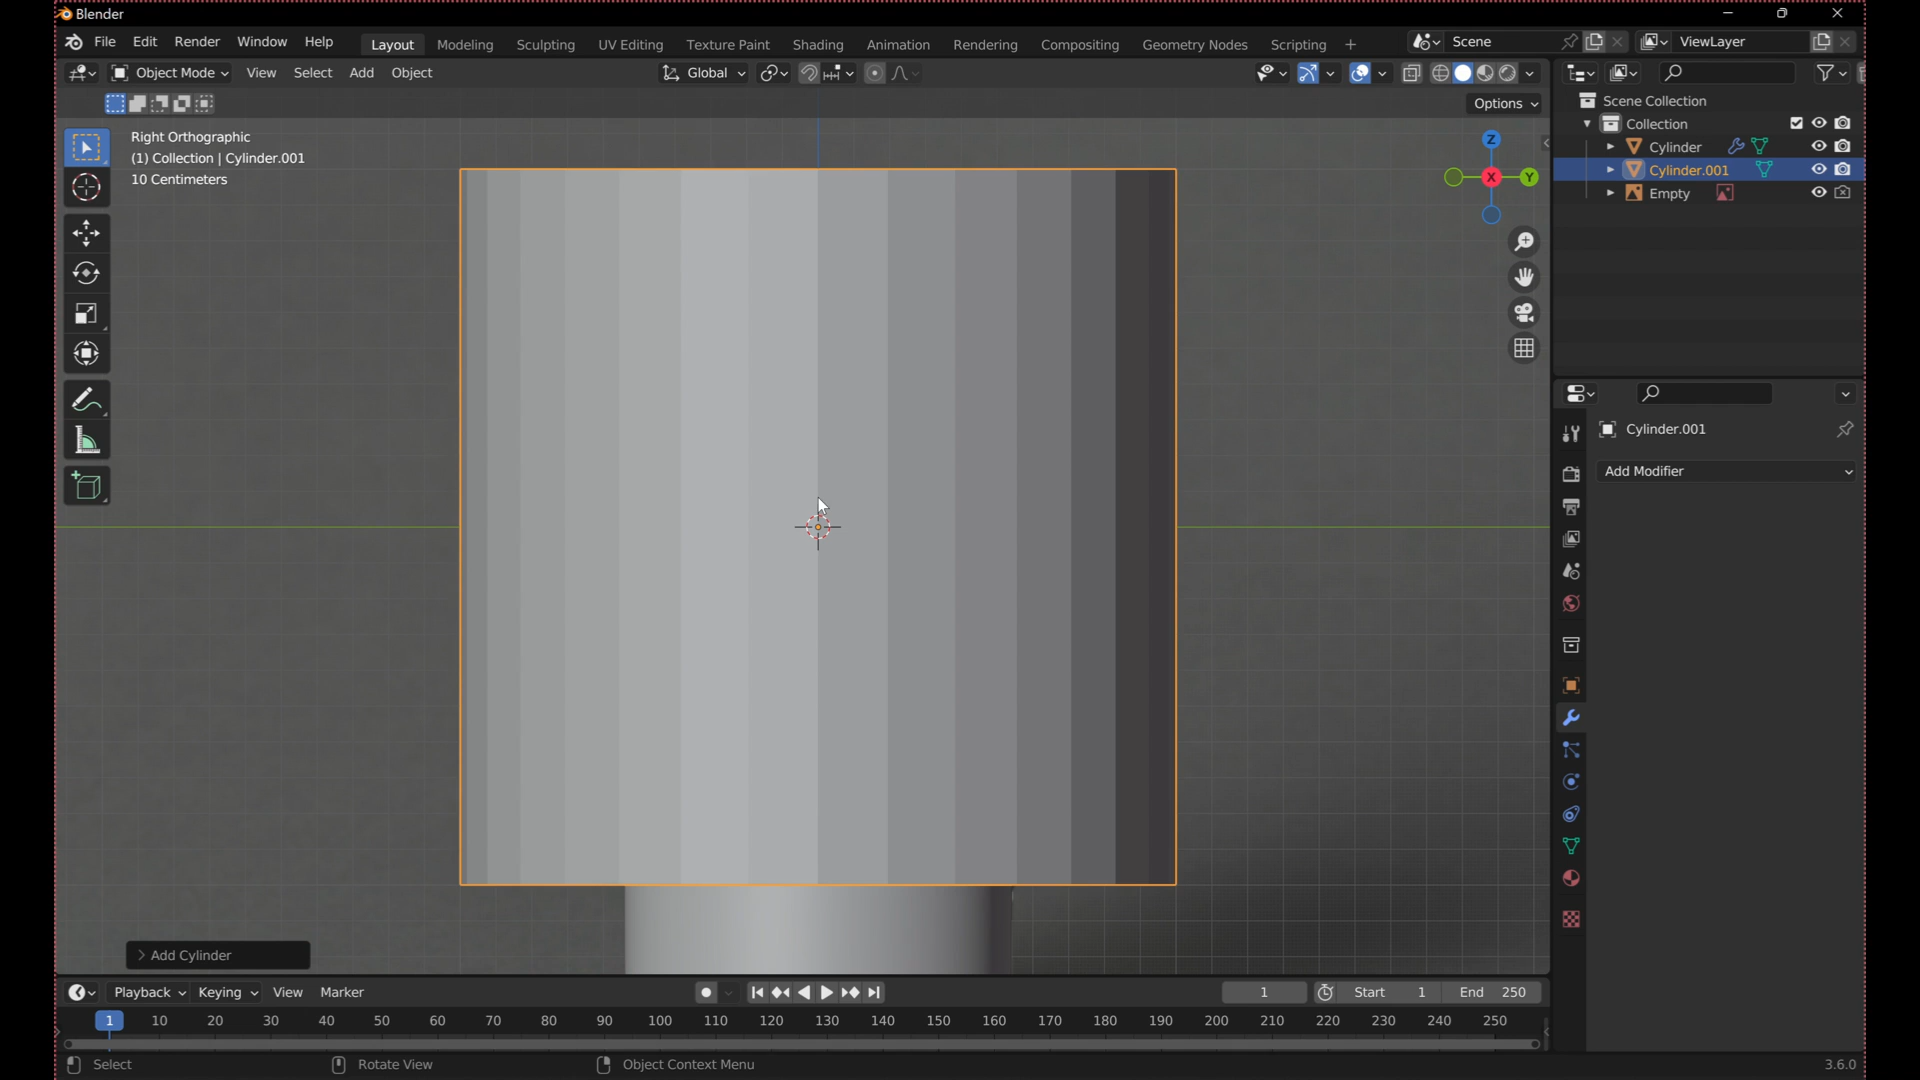 Blender
File Edit Render Window Help Layout Modeling Sculpting UV Editing Texture Paint Shading Animation Rendering Compositing Geometry Nodes Scripting + Scene ViewLayer
Object Mode View Select Add Object Global
Options
Right Orthographic
(1) Collection | Cylinder.001
10 Centimeters
Z
X
Y
Scene Collection
Collection
Cylinder
Cylinder.001
Empty
Cylinder.001
Add Modifier
Add Cylinder
Playback Keying View Marker 1 Start 1 End 250
1 10 20 30 40 50 60 70 80 90 100 110 120 130 140 150 160 170 180 190 200 210 220 230 240 250
Select Rotate View Object Context Menu 3.6.0